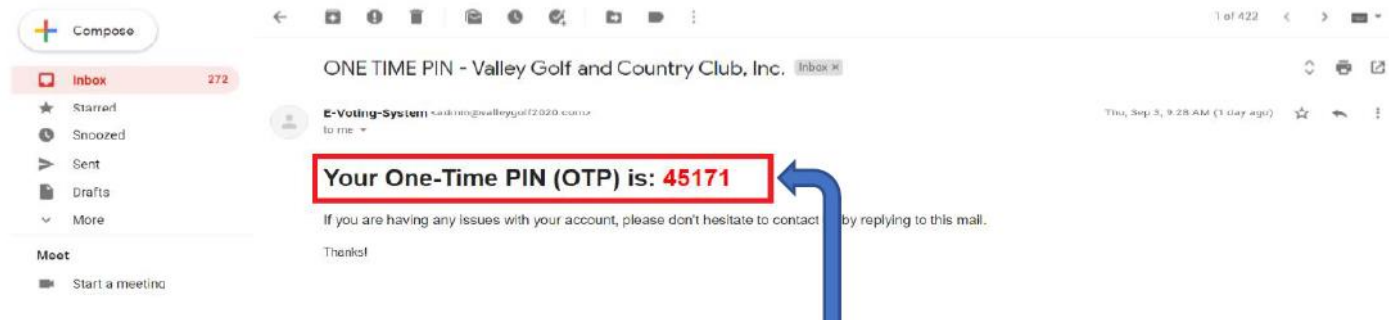 Compose
1 of 422
Inbox 272
Starred
Snoozed
Sent
Drafts
More
Meet
Start a meeting
ONE TIME PIN - Valley Golf and Country Club, Inc. Inbox ×
E-Voting-System <admin@valleygolf2020.com>
Thu, Sep 3, 9:28 AM (1 day ago)
to me
Your One-Time PIN (OTP) is: 45171
If you are having any issues with your account, please don't hesitate to contact by replying to this mail.
Thanks!